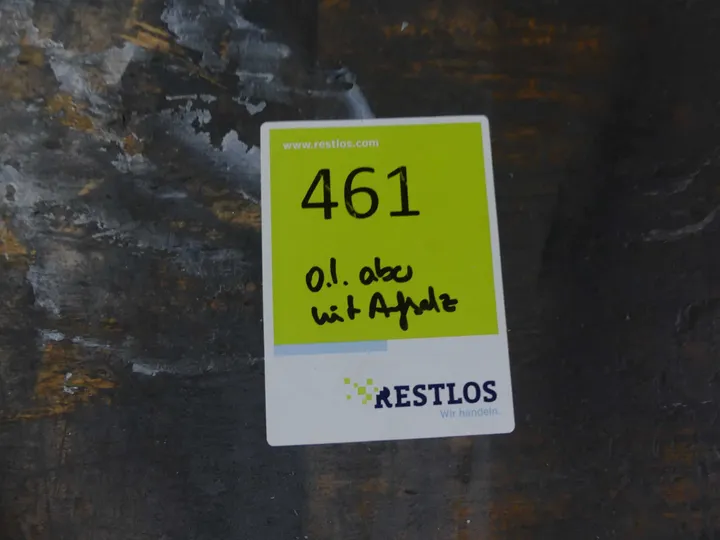 www.restlos.com
461
o.l. aber
mit Aufsatz
RESTLOS
Wir handeln.